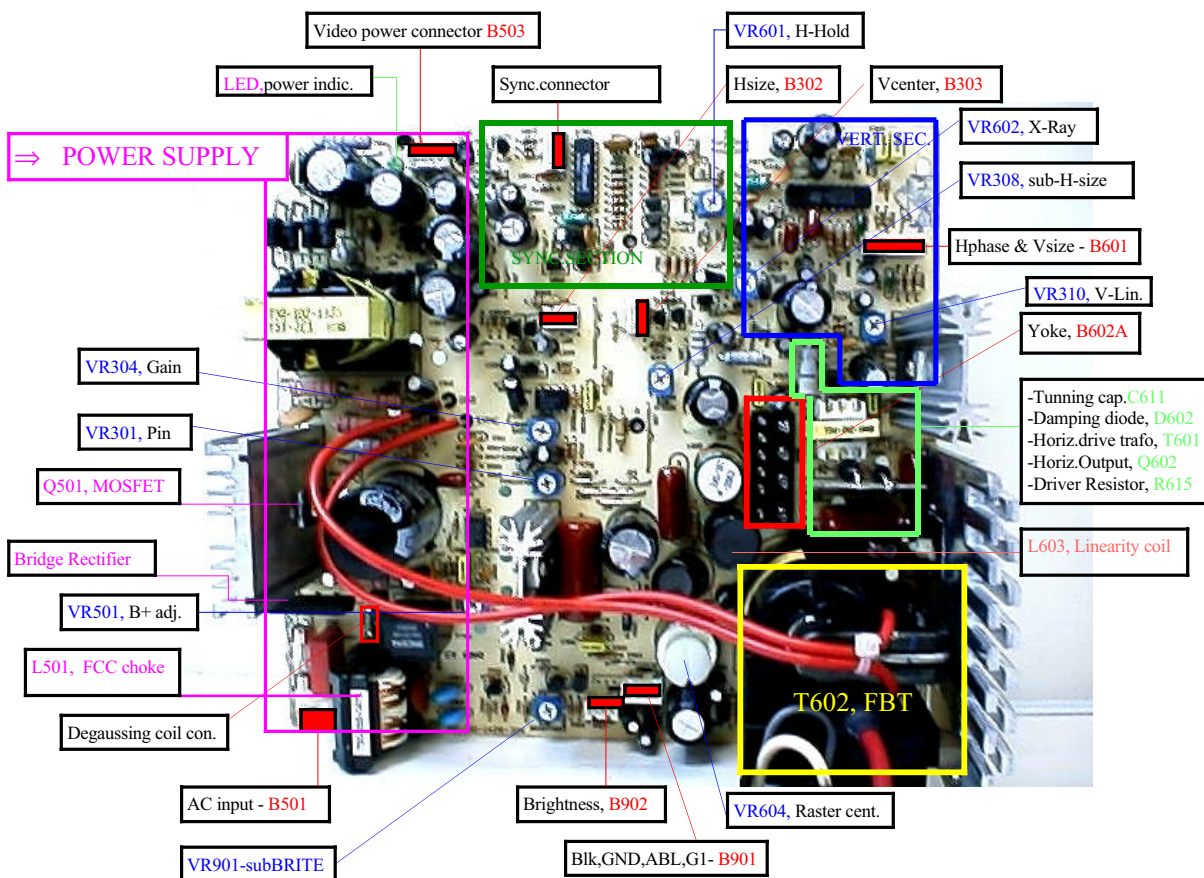 Video power connector B503
VR601, H-Hold
LED,power indic.
Sync.connector
Hsize, B302
Vcenter, B303
VR602, X-Ray
⇒ POWER SUPPLY
VERT. SEC.
VR308, sub-H-size
Hphase & Vsize - B601
SYNC.SECTION
VR310, V-Lin.
Yoke, B602A
VR304, Gain
-Tunning cap.C611
-Damping diode, D602
-Horiz.drive trafo, T601
-Horiz.Output, Q602
-Driver Resistor, R615
VR301, Pin
Q501, MOSFET
L603, Linearity coil
Bridge Rectifier
VR501, B+ adj.
L501, FCC choke
T602, FBT
Degaussing coil con.
AC input - B501
Brightness, B902
VR604, Raster cent.
VR901-subBRITE
Blk,GND,ABL,G1- B901